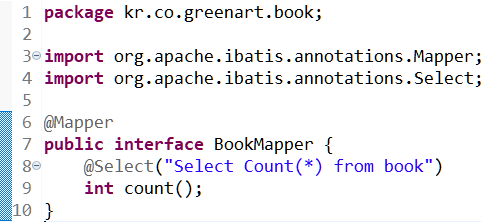 1 package kr.co.greenart.book;
2
3 import org.apache.ibatis.annotations.Mapper;
4 import org.apache.ibatis.annotations.Select;
5
6 @Mapper
7 public interface BookMapper {
8     @Select("Select Count(*) from book")
9     int count();
10 }